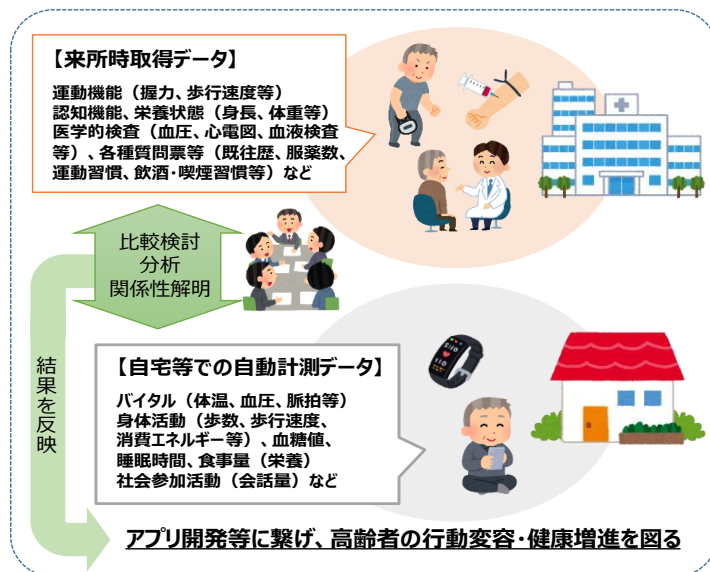 【来所時取得データ】
運動機能（握力、歩行速度等）
認知機能、栄養状態（身長、体重等）
医学的検査（血圧、心電図、血液検査
等）、各種質問票等（既往歴、服薬数、
運動習慣、飲酒・喫煙習慣等）など
比較検討
分析
関係性解明
【自宅等での自動計測データ】
バイタル（体温、血圧、脈拍等）
身体活動（歩数、歩行速度、
消費エネルギー等）、血糖値、
睡眠時間、食事量（栄養）
社会参加活動（会話量）など
結果を反映
アプリ開発等に繋げ、高齢者の行動変容・健康増進を図る